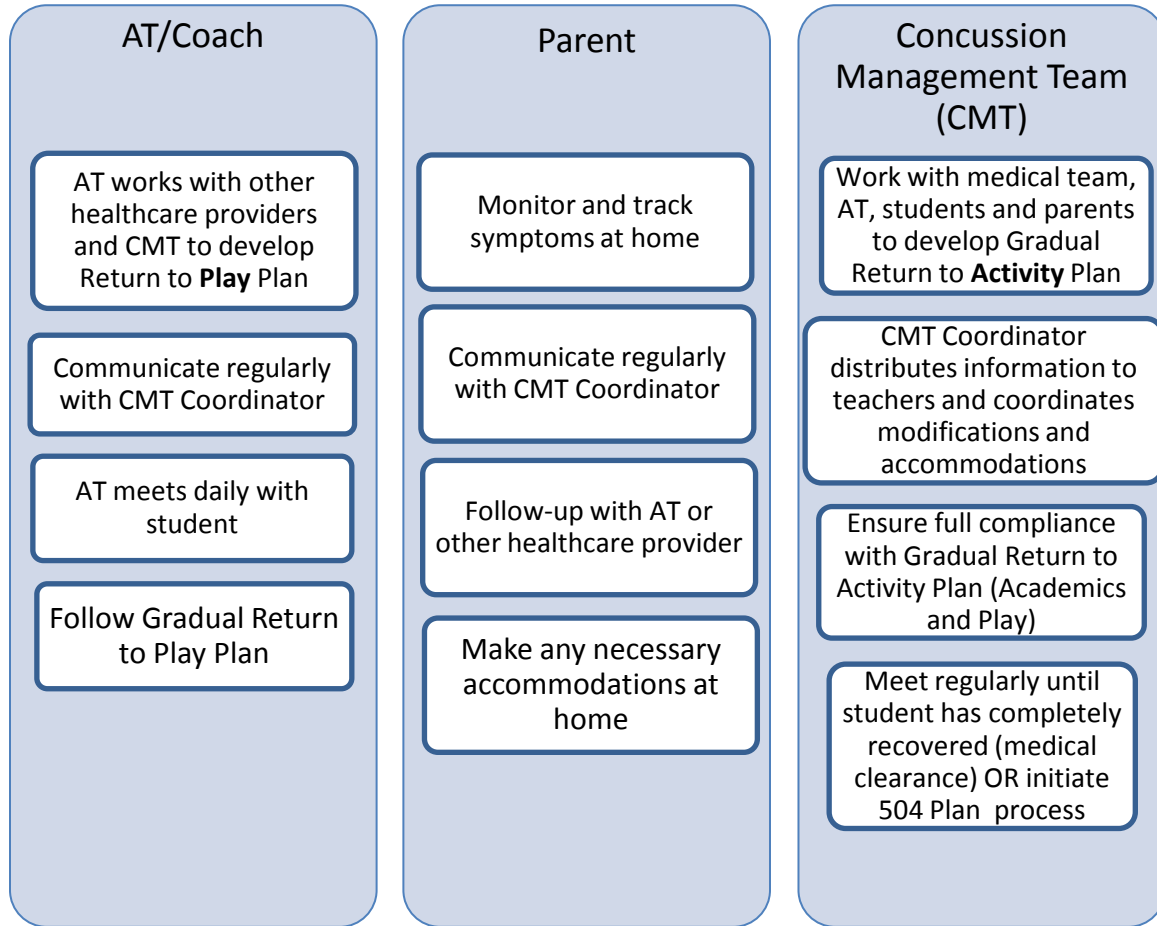 AT/Coach
AT works with other
healthcare providers
and CMT to develop
Return to Play Plan
Communicate regularly
with CMT Coordinator
AT meets daily with
student
Follow Gradual Return
to Play Plan
Parent
Monitor and track
symptoms at home
Communicate regularly
with CMT Coordinator
Follow-up with AT or
other healthcare provider
Make any necessary
accommodations at
home
Concussion
Management Team
(CMT)
Work with medical team,
AT, students and parents
to develop Gradual
Return to Activity Plan
CMT Coordinator
distributes information to
teachers and coordinates
modifications and
accommodations
Ensure full compliance
with Gradual Return to
Activity Plan (Academics
and Play)
Meet regularly until
student has completely
recovered (medical
clearance) OR initiate
504 Plan process